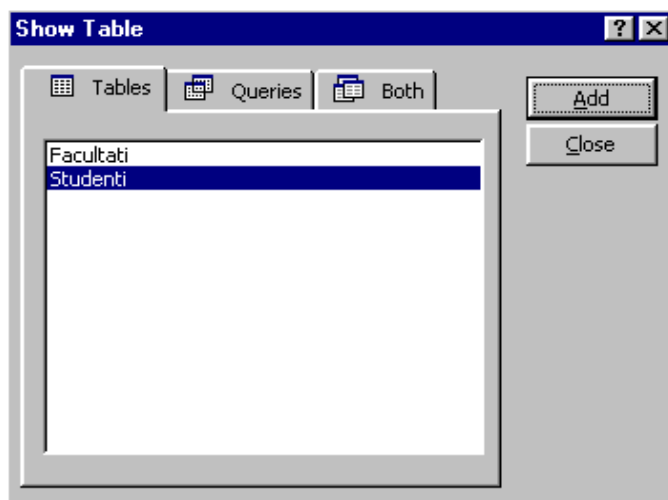 Show Table
Tables Queries Both
Add
Close
Facultati
Studenti